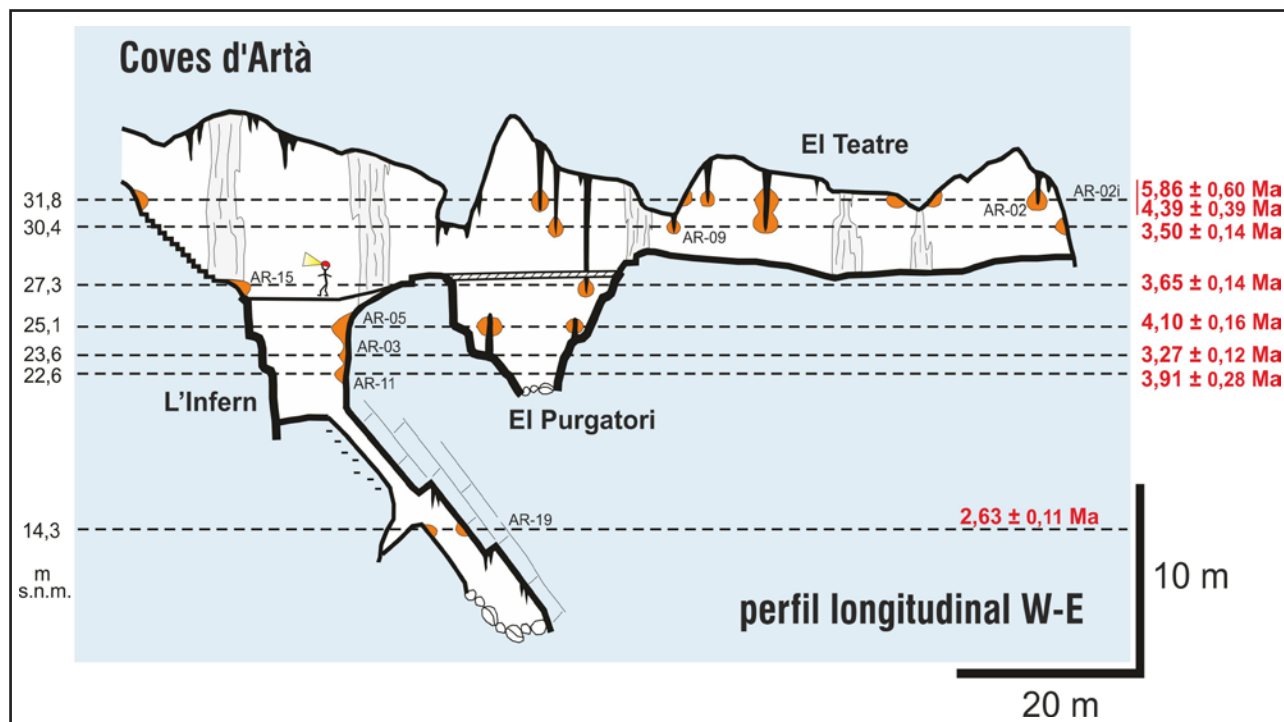 Coves d'Artà
El Teatre
31,8
AR-02i
5,86 ± 0,60 Ma
AR-02
4,39 ± 0,39 Ma
30,4
AR-09
3,50 ± 0,14 Ma
AR-15
27,3
3,65 ± 0,14 Ma
25,1
AR-05
4,10 ± 0,16 Ma
23,6
AR-03
3,27 ± 0,12 Ma
22,6
AR-11
3,91 ± 0,28 Ma
L'Infern
El Purgatori
14,3
AR-19
2,63 ± 0,11 Ma
m
s.n.m.
10 m
perfil longitudinal W-E
20 m